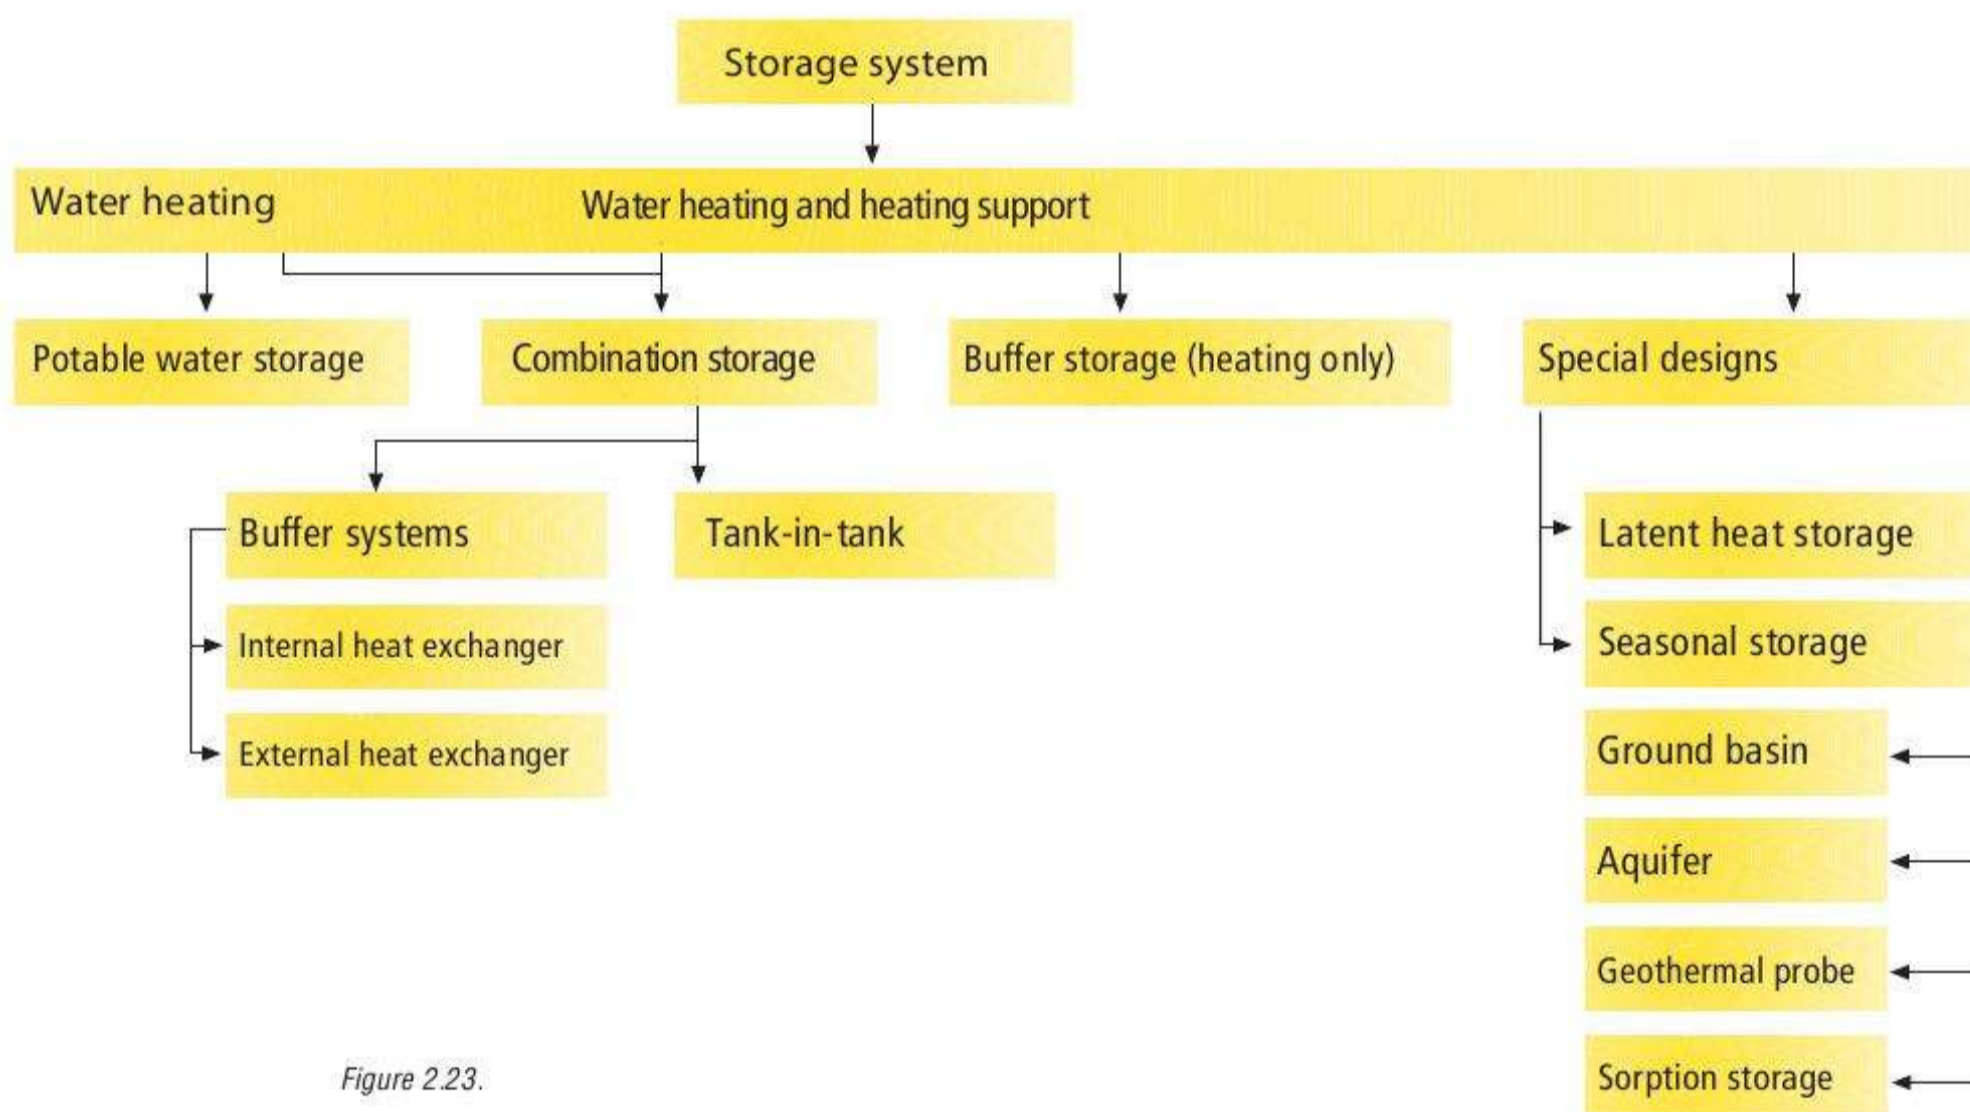 Storage system
Water heating
Water heating and heating support
Potable water storage
Combination storage
Buffer storage (heating only)
Special designs
Buffer systems
Tank-in-tank
Latent heat storage
Internal heat exchanger
Seasonal storage
External heat exchanger
Ground basin
Aquifer
Geothermal probe
Sorption storage
Figure 2.23.